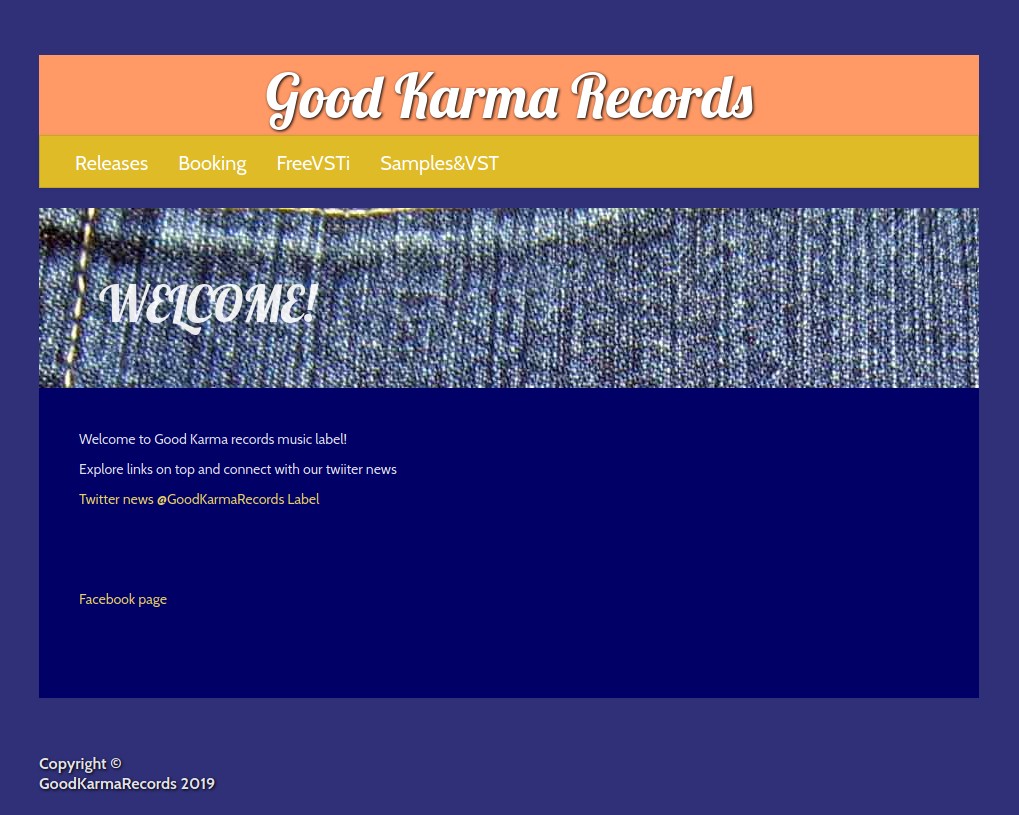 Good Karma Records
Releases Booking FreeVSTi Samples&VST
WELCOME!
Welcome to Good Karma records music label!
Explore links on top and connect with our twiiter news
Twitter news @GoodKarmaRecords Label
Facebook page
Copyright ©
GoodKarmaRecords 2019